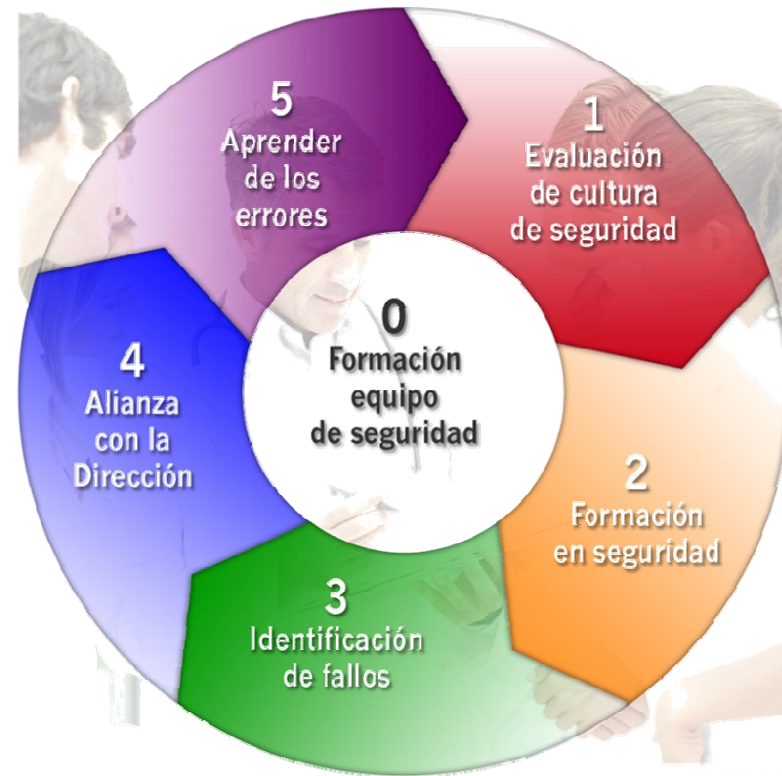 0
Formación
equipo
de seguridad
1
Evaluación
de cultura
de seguridad
2
Formación
en seguridad
3
Identificación
de fallos
4
Alianza
con la
Dirección
5
Aprender
de los
errores